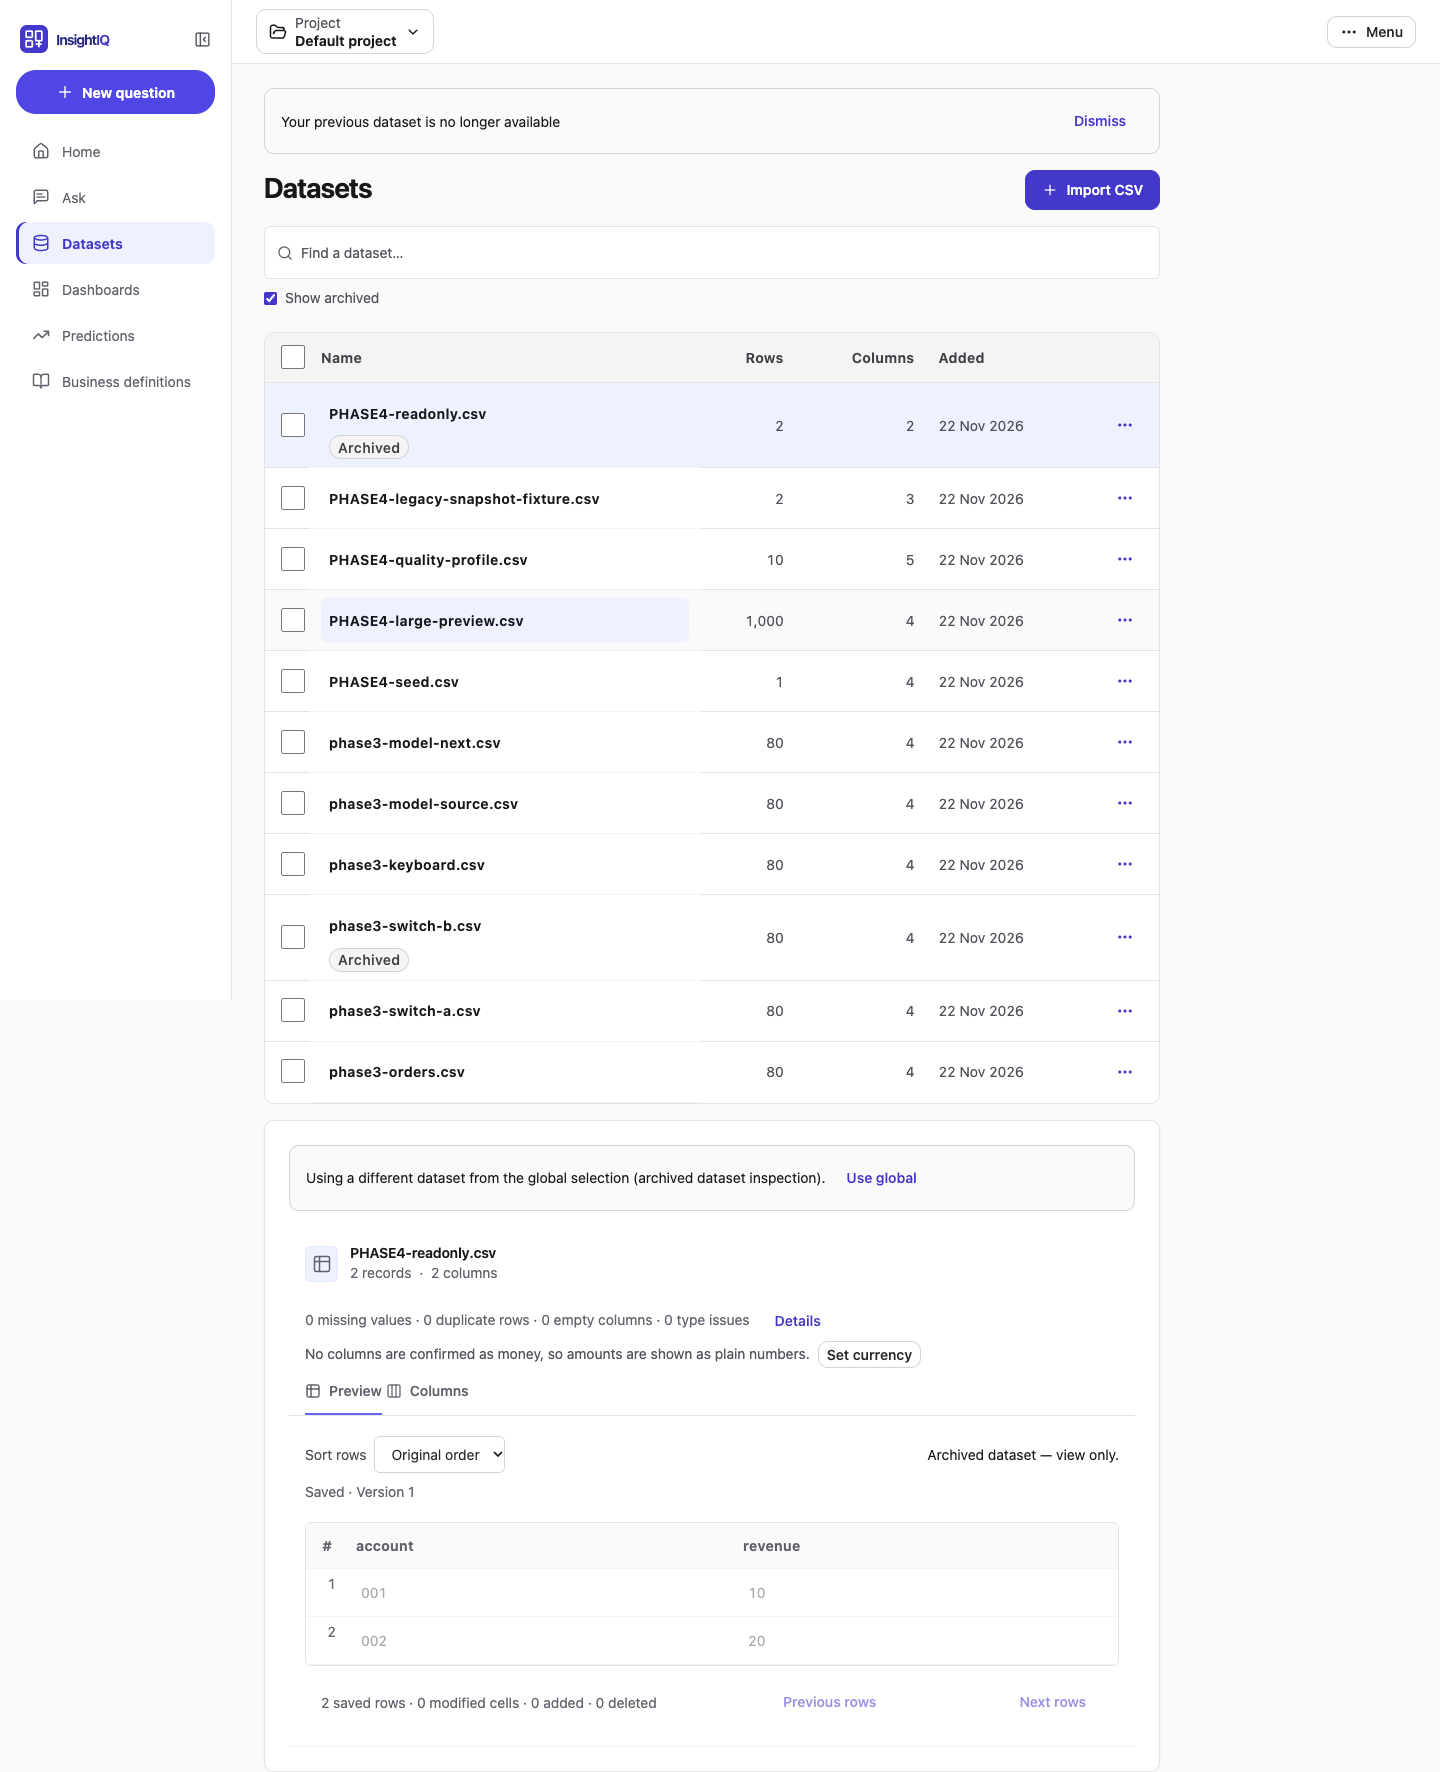 InsightIQ
New question
Home
Ask
Datasets
Dashboards
Predictions
Business definitions
Project
Default project
Menu
Your previous dataset is no longer available
Dismiss
Datasets
Import CSV
Find a dataset...
Show archived
Name Rows Columns Added
PHASE4-readonly.csv 2 2 22 Nov 2026
Archived
PHASE4-legacy-snapshot-fixture.csv 2 3 22 Nov 2026
PHASE4-quality-profile.csv 10 5 22 Nov 2026
PHASE4-large-preview.csv 1,000 4 22 Nov 2026
PHASE4-seed.csv 1 4 22 Nov 2026
phase3-model-next.csv 80 4 22 Nov 2026
phase3-model-source.csv 80 4 22 Nov 2026
phase3-keyboard.csv 80 4 22 Nov 2026
phase3-switch-b.csv 80 4 22 Nov 2026
Archived
phase3-switch-a.csv 80 4 22 Nov 2026
phase3-orders.csv 80 4 22 Nov 2026
Using a different dataset from the global selection (archived dataset inspection). Use global
PHASE4-readonly.csv
2 records · 2 columns
0 missing values · 0 duplicate rows · 0 empty columns · 0 type issues Details
No columns are confirmed as money, so amounts are shown as plain numbers. Set currency
Preview Columns
Sort rows Original order Archived dataset — view only.
Saved · Version 1
# account revenue
1 001 10
2 002 20
2 saved rows · 0 modified cells · 0 added · 0 deleted Previous rows Next rows